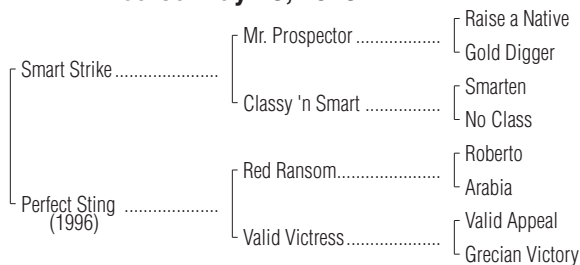 Raise a Native
Mr. Prospector ..................
Gold Digger
Smart Strike .....................
Smarten
Classy 'n Smart ................
No Class
Roberto
Red Ransom.....................
Arabia
Perfect Sting ...................
(1996)
Valid Appeal
Valid Victress...................
Grecian Victory